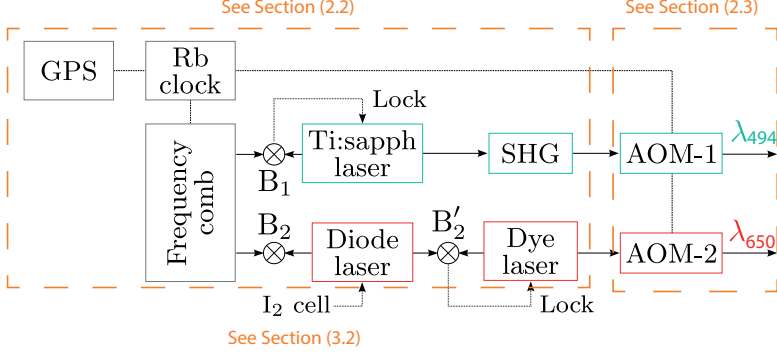 See Section (2.2)
See Section (2.3)
GPS
Rb
clock
Lock
Frequency
comb
B₁
Ti:sapph
laser
SHG
AOM-1
λ₄₉₄
B₂
Diode
laser
B₂′
Dye
laser
AOM-2
λ₆₅₀
I₂ cell
Lock
See Section (3.2)